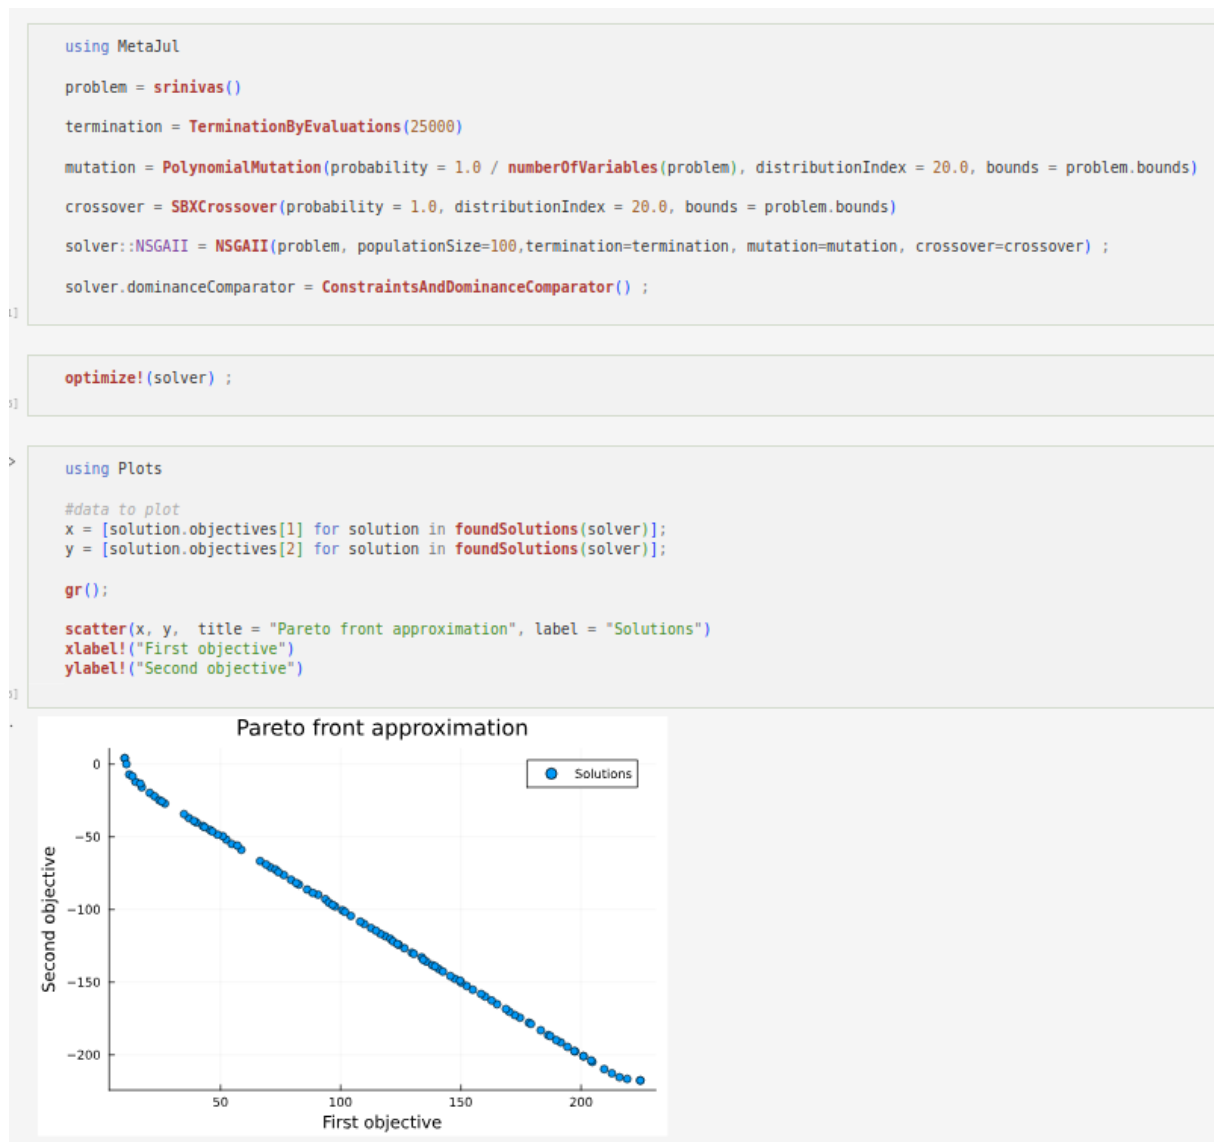 using MetaJul
problem = srinivas()
termination = TerminationByEvaluations(25000)
mutation = PolynomialMutation(probability = 1.0 / numberOfVariables(problem), distributionIndex = 20.0, bounds = problem.bounds)
crossover = SBXCrossover(probability = 1.0, distributionIndex = 20.0, bounds = problem.bounds)
solver::NSGAII = NSGAII(problem, populationSize=100,termination=termination, mutation=mutation, crossover=crossover) ;
solver.dominanceComparator = ConstraintsAndDominanceComparator() ;
optimize!(solver) ;
using Plots
#data to plot
x = [solution.objectives[1] for solution in foundSolutions(solver)];
y = [solution.objectives[2] for solution in foundSolutions(solver)];
gr();
scatter(x, y,  title = "Pareto front approximation", label = "Solutions")
xlabel!("First objective")
ylabel!("Second objective")
Pareto front approximation
Solutions
0
−50
−100
−150
−200
Second objective
50 100 150 200
First objective